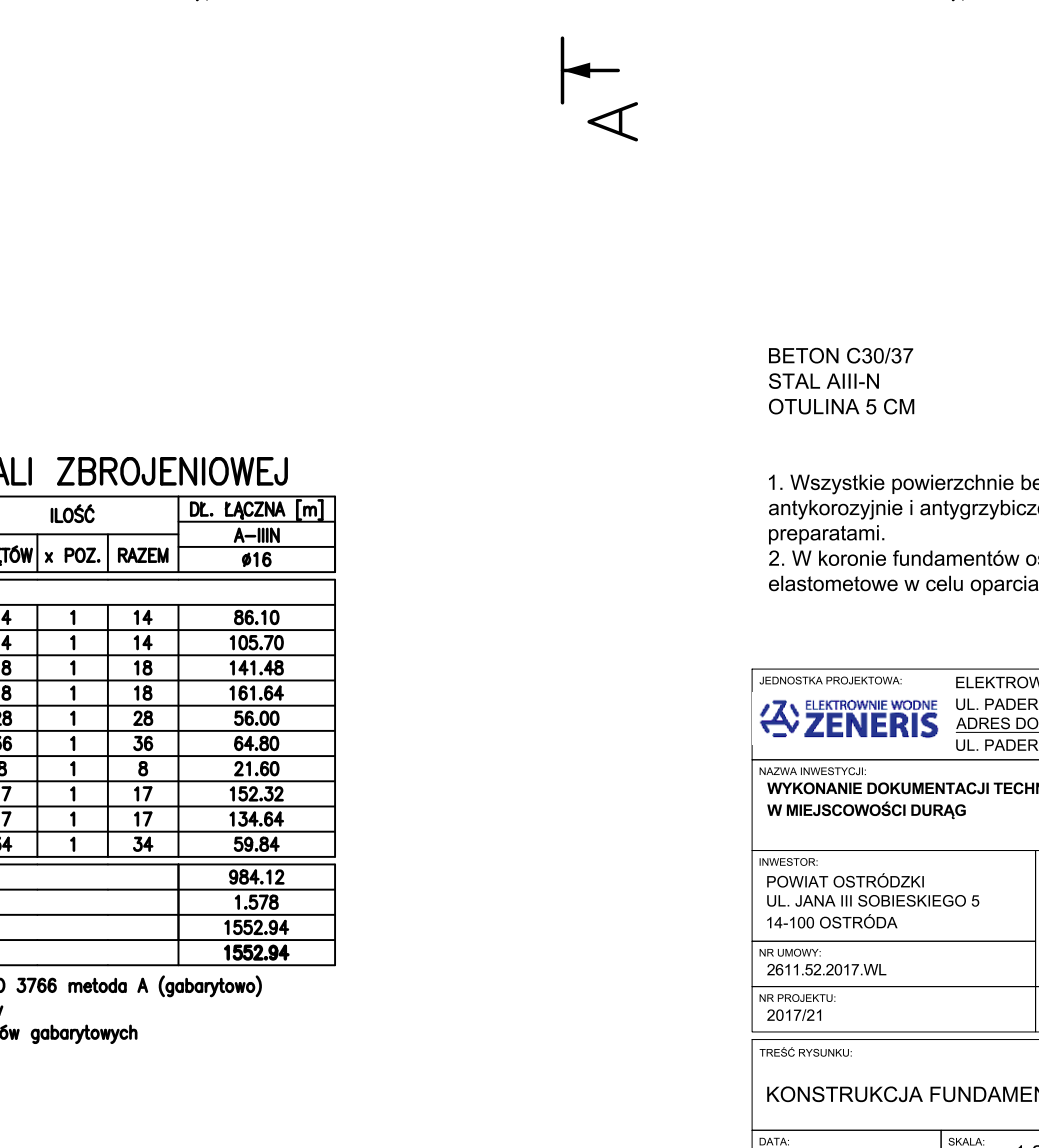 A
BETON C30/37
STAL AIII-N
OTULINA 5 CM
ZBROJENIOWEJ
ILOŚĆ DŁ. ŁĄCZNA [m]
A-IIIN
x POZ. RAZEM ø16
1 14 86.10
1 14 105.70
1 18 141.48
1 18 161.64
1 28 56.00
1 36 64.80
8 1 8 21.60
1 17 152.32
1 17 134.64
1 34 59.84
984.12
1.578
1552.94
1552.94
3766 metoda A (gabarytowo)
gabarytowych
1. Wszystkie powierzchnie
antykorozyjnie i
preparatami.
2. W koronie fundamentów
elastometowe w celu oparcia
JEDNOSTKA PROJEKTOWA:
ELEKTROWNIE WODNE
ZENERIS
UL.
ADRES
UL.
NAZWA INWESTYCJI:
WYKONANIE DOKUMENTACJI
W MIEJSCOWOŚCI DURĄG
INWESTOR:
POWIAT OSTRÓDZKI
UL. JANA III SOBIESKIEGO 5
14-100 OSTRÓDA
NR UMOWY:
2611.52.2017.WL
NR PROJEKTU:
2017/21
TREŚĆ RYSUNKU:
KONSTRUKCJA
DATA: SKALA: